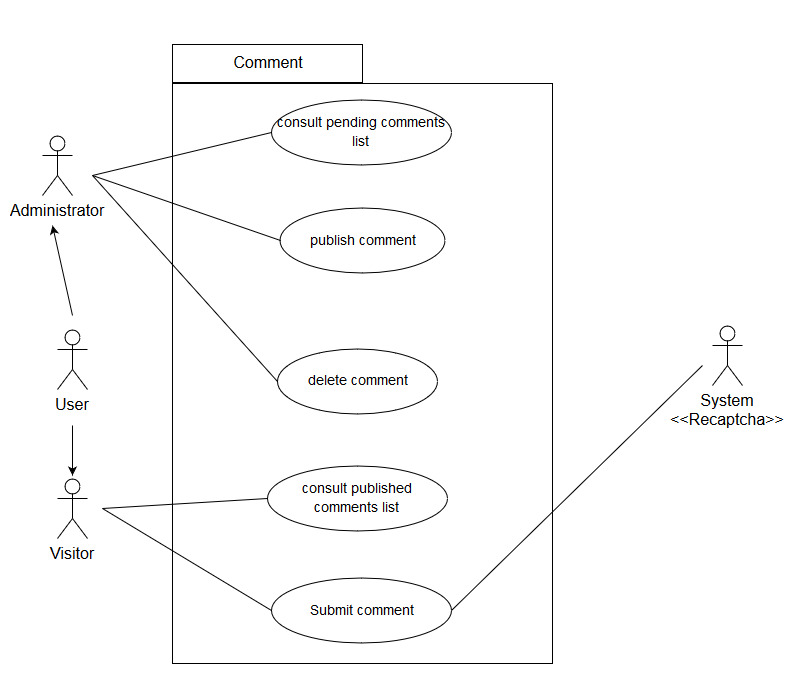 Comment
consult pending comments
list
publish comment
delete comment
consult published
comments list
Submit comment
Administrator
User
Visitor
System
<<Recaptcha>>